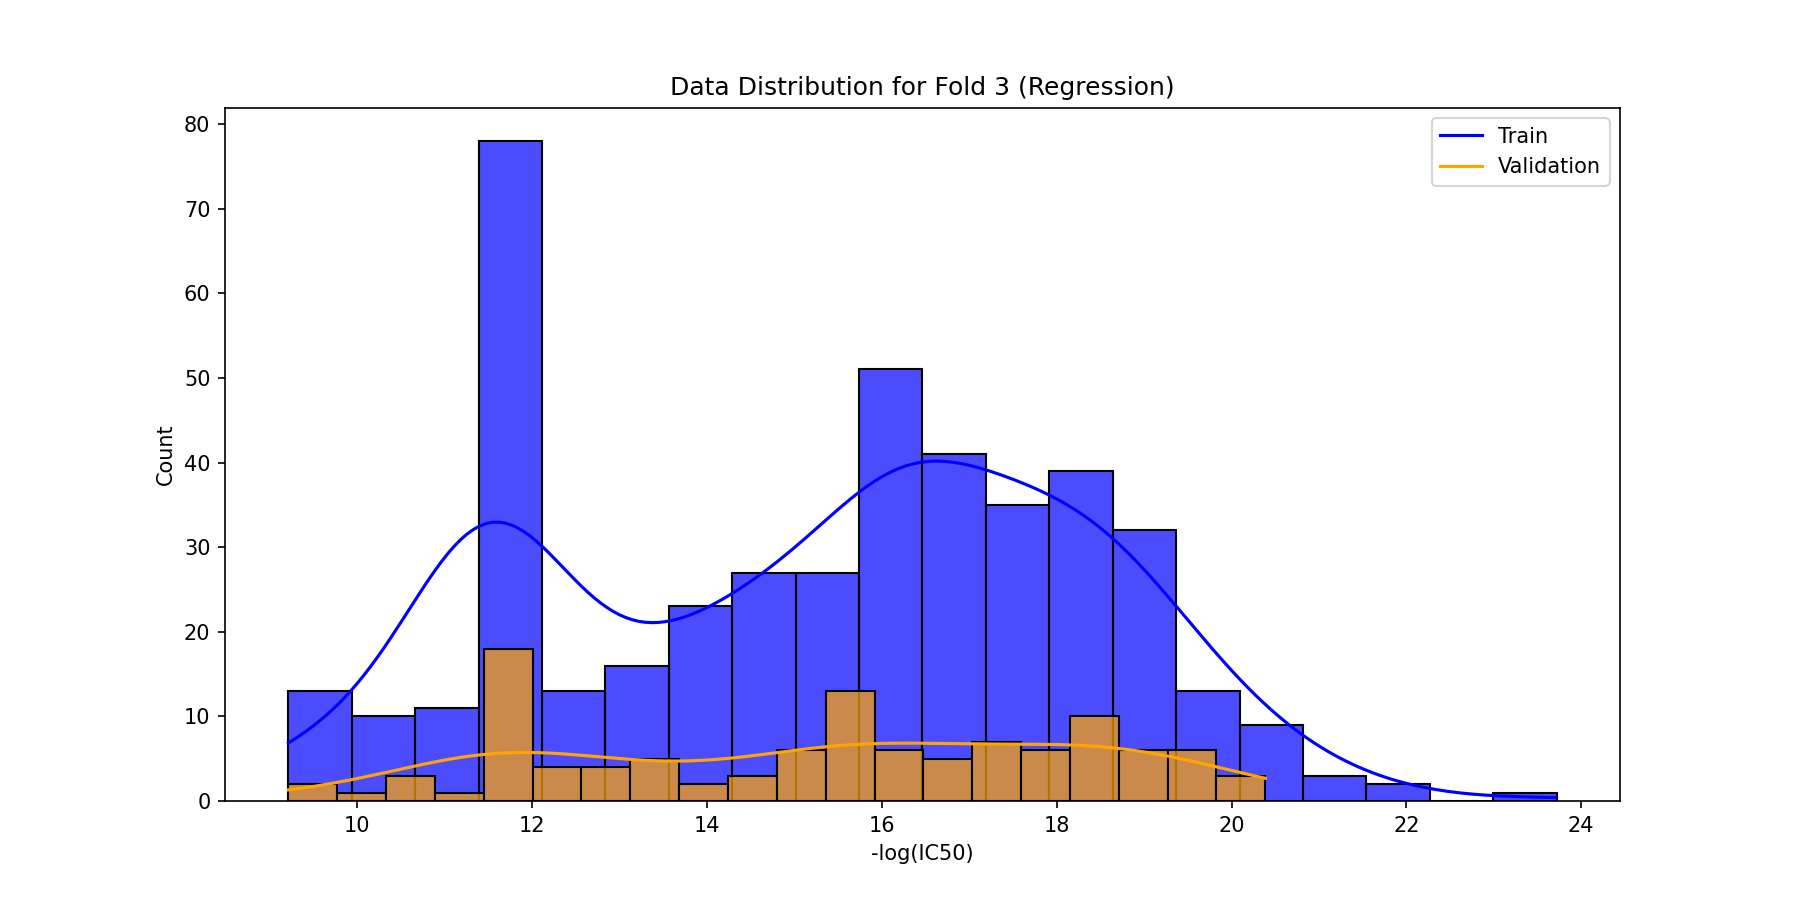 Data Distribution for Fold 3 (Regression)
Train
Validation
80
70
60
50
40
30
20
10
0
Count
10 12 14 16 18 20 22 24
-log(IC50)